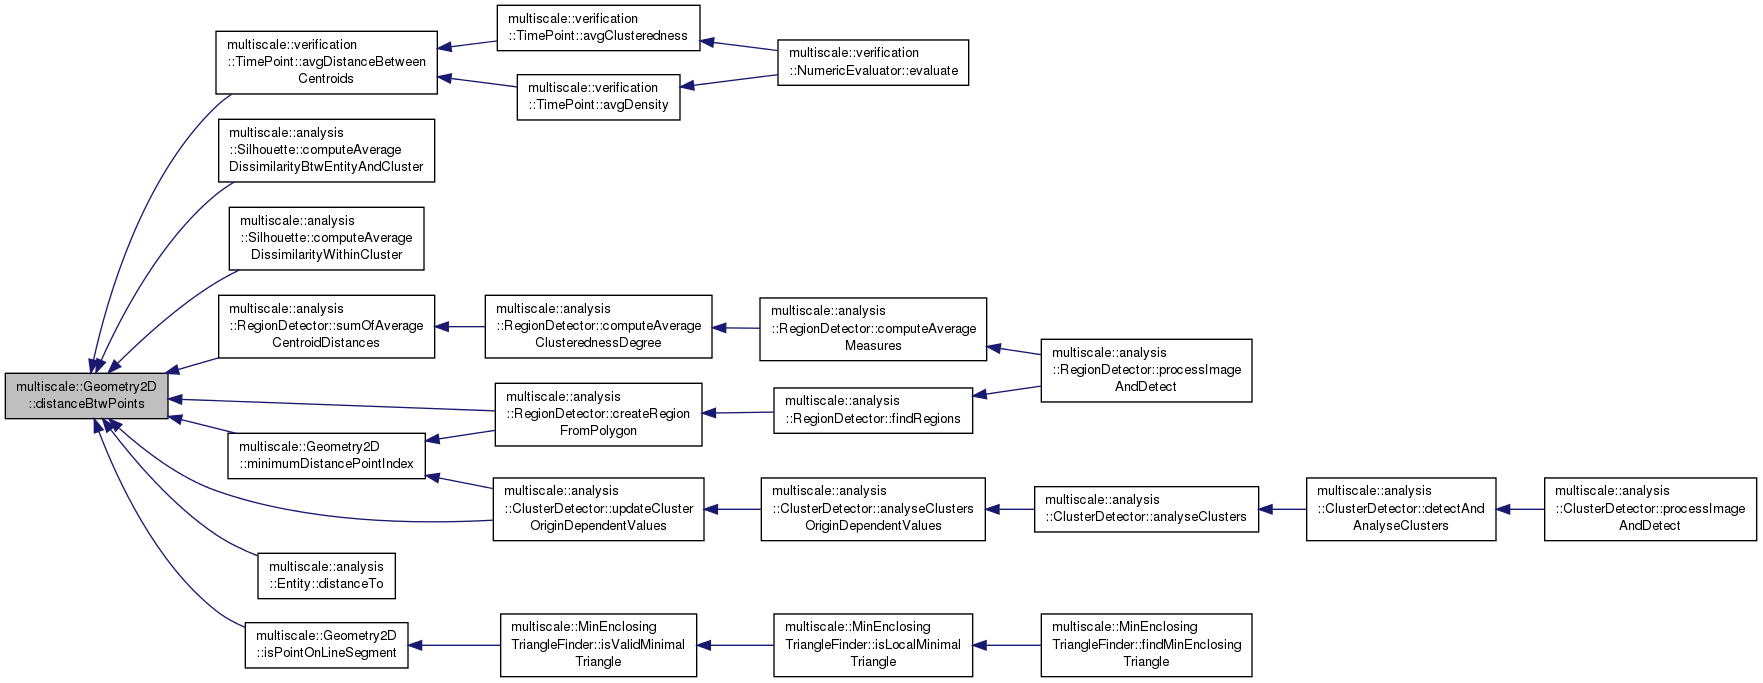 multiscale::Geometry2D
::distanceBtwPoints
multiscale::verification
::TimePoint::avgDistanceBetween
Centroids
multiscale::verification
::TimePoint::avgClusteredness
multiscale::verification
::TimePoint::avgDensity
multiscale::verification
::NumericEvaluator::evaluate
multiscale::analysis
::Silhouette::computeAverage
DissimilarityBtwEntityAndCluster
multiscale::analysis
::Silhouette::computeAverage
DissimilarityWithinCluster
multiscale::analysis
::RegionDetector::sumOfAverage
CentroidDistances
multiscale::analysis
::RegionDetector::computeAverage
ClusterednessDegree
multiscale::analysis
::RegionDetector::computeAverage
Measures
multiscale::analysis
::RegionDetector::processImage
AndDetect
multiscale::analysis
::RegionDetector::createRegion
FromPolygon
multiscale::analysis
::RegionDetector::findRegions
multiscale::Geometry2D
::minimumDistancePointIndex
multiscale::analysis
::ClusterDetector::updateCluster
OriginDependentValues
multiscale::analysis
::ClusterDetector::analyseClusters
OriginDependentValues
multiscale::analysis
::ClusterDetector::analyseClusters
multiscale::analysis
::ClusterDetector::detectAnd
AnalyseClusters
multiscale::analysis
::ClusterDetector::processImage
AndDetect
multiscale::analysis
::Entity::distanceTo
multiscale::Geometry2D
::isPointOnLineSegment
multiscale::MinEnclosing
TriangleFinder::isValidMinimal
Triangle
multiscale::MinEnclosing
TriangleFinder::isLocalMinimal
Triangle
multiscale::MinEnclosing
TriangleFinder::findMinEnclosing
Triangle